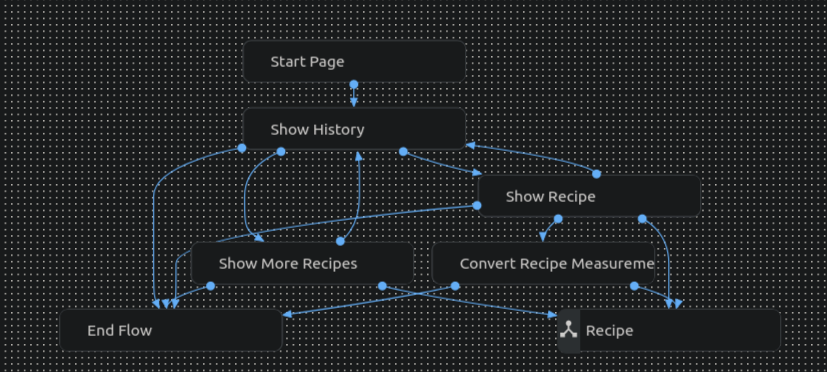 Start Page
Show History
Show Recipe
Show More Recipes
Convert Recipe Measureme
End Flow
Recipe